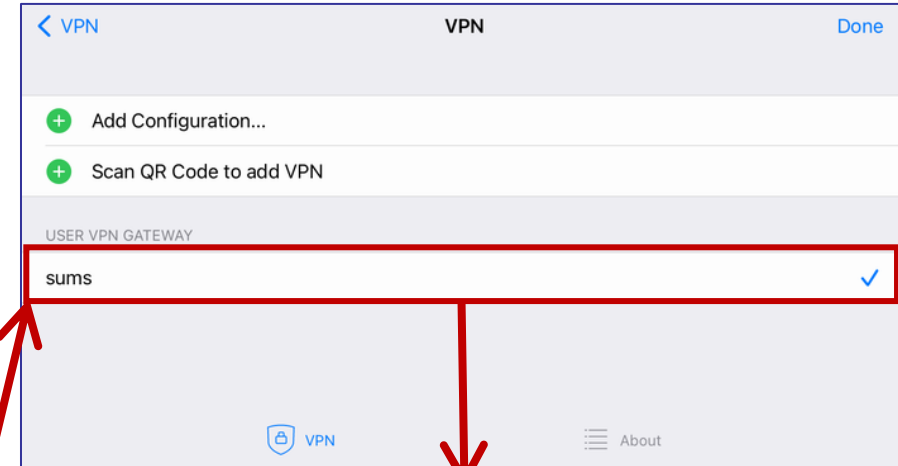 VPN VPN Done
Add Configuration...
Scan QR Code to add VPN
USER VPN GATEWAY
sums
VPN About